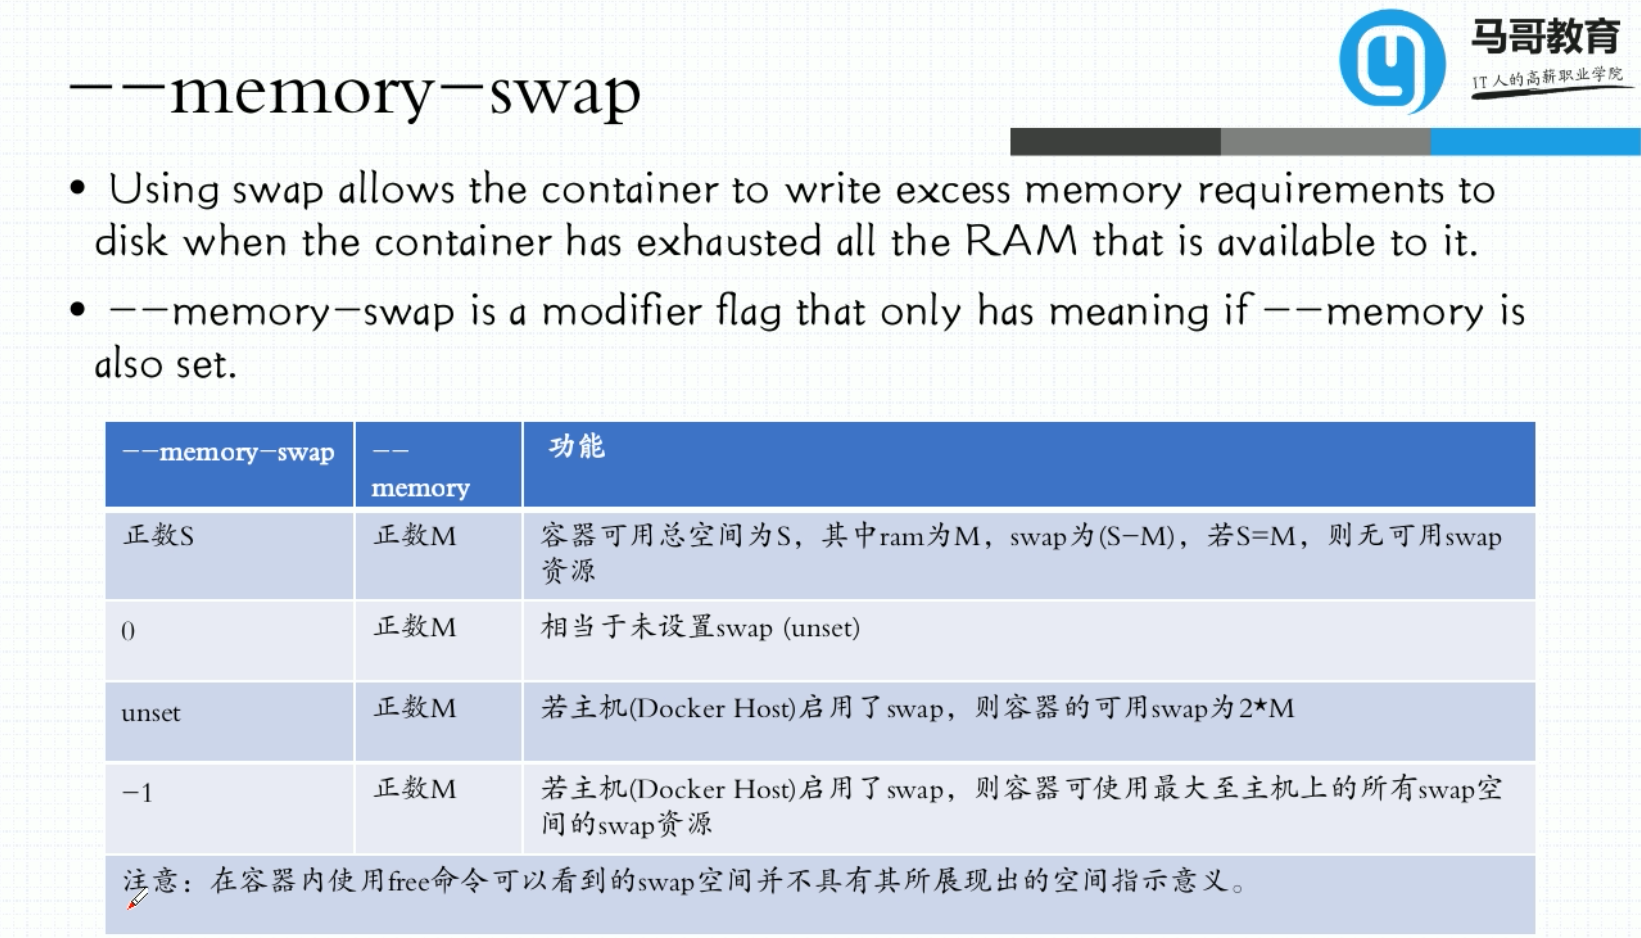 马哥教育
IT人的高薪职业学院
--memory-swap
• Using swap allows the container to write excess memory requirements to
disk when the container has exhausted all the RAM that is available to it.
• --memory-swap is a modifier flag that only has meaning if --memory is
also set.
--memory-swap
--
memory
功能
正数S
正数M
容器可用总空间为S，其中ram为M，swap为(S-M)，若S=M，则无可用swap
资源
0
正数M
相当于未设置swap (unset)
unset
正数M
若主机(Docker Host)启用了swap，则容器的可用swap为2*M
-1
正数M
若主机(Docker Host)启用了swap，则容器可使用最大至主机上的所有swap空
间的swap资源
注意：在容器内使用free命令可以看到的swap空间并不具有其所展现出的空间指示意义。